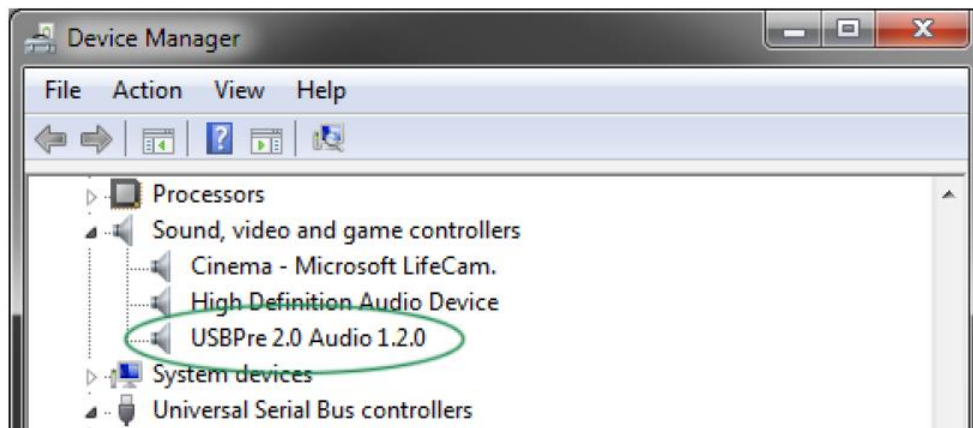 Device Manager
File Action View Help
Processors
Sound, video and game controllers
Cinema - Microsoft LifeCam.
High Definition Audio Device
USBPre 2.0 Audio 1.2.0
System devices
Universal Serial Bus controllers